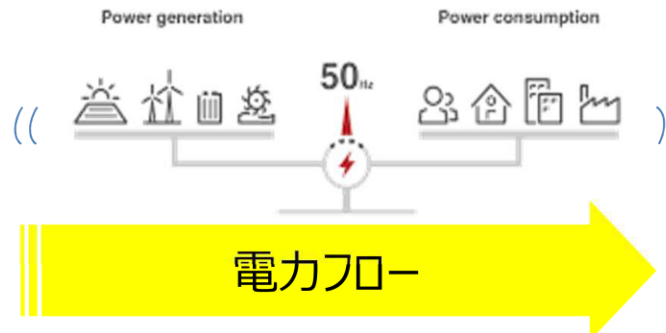 Power generation
Power consumption
50Hz
電力フロー